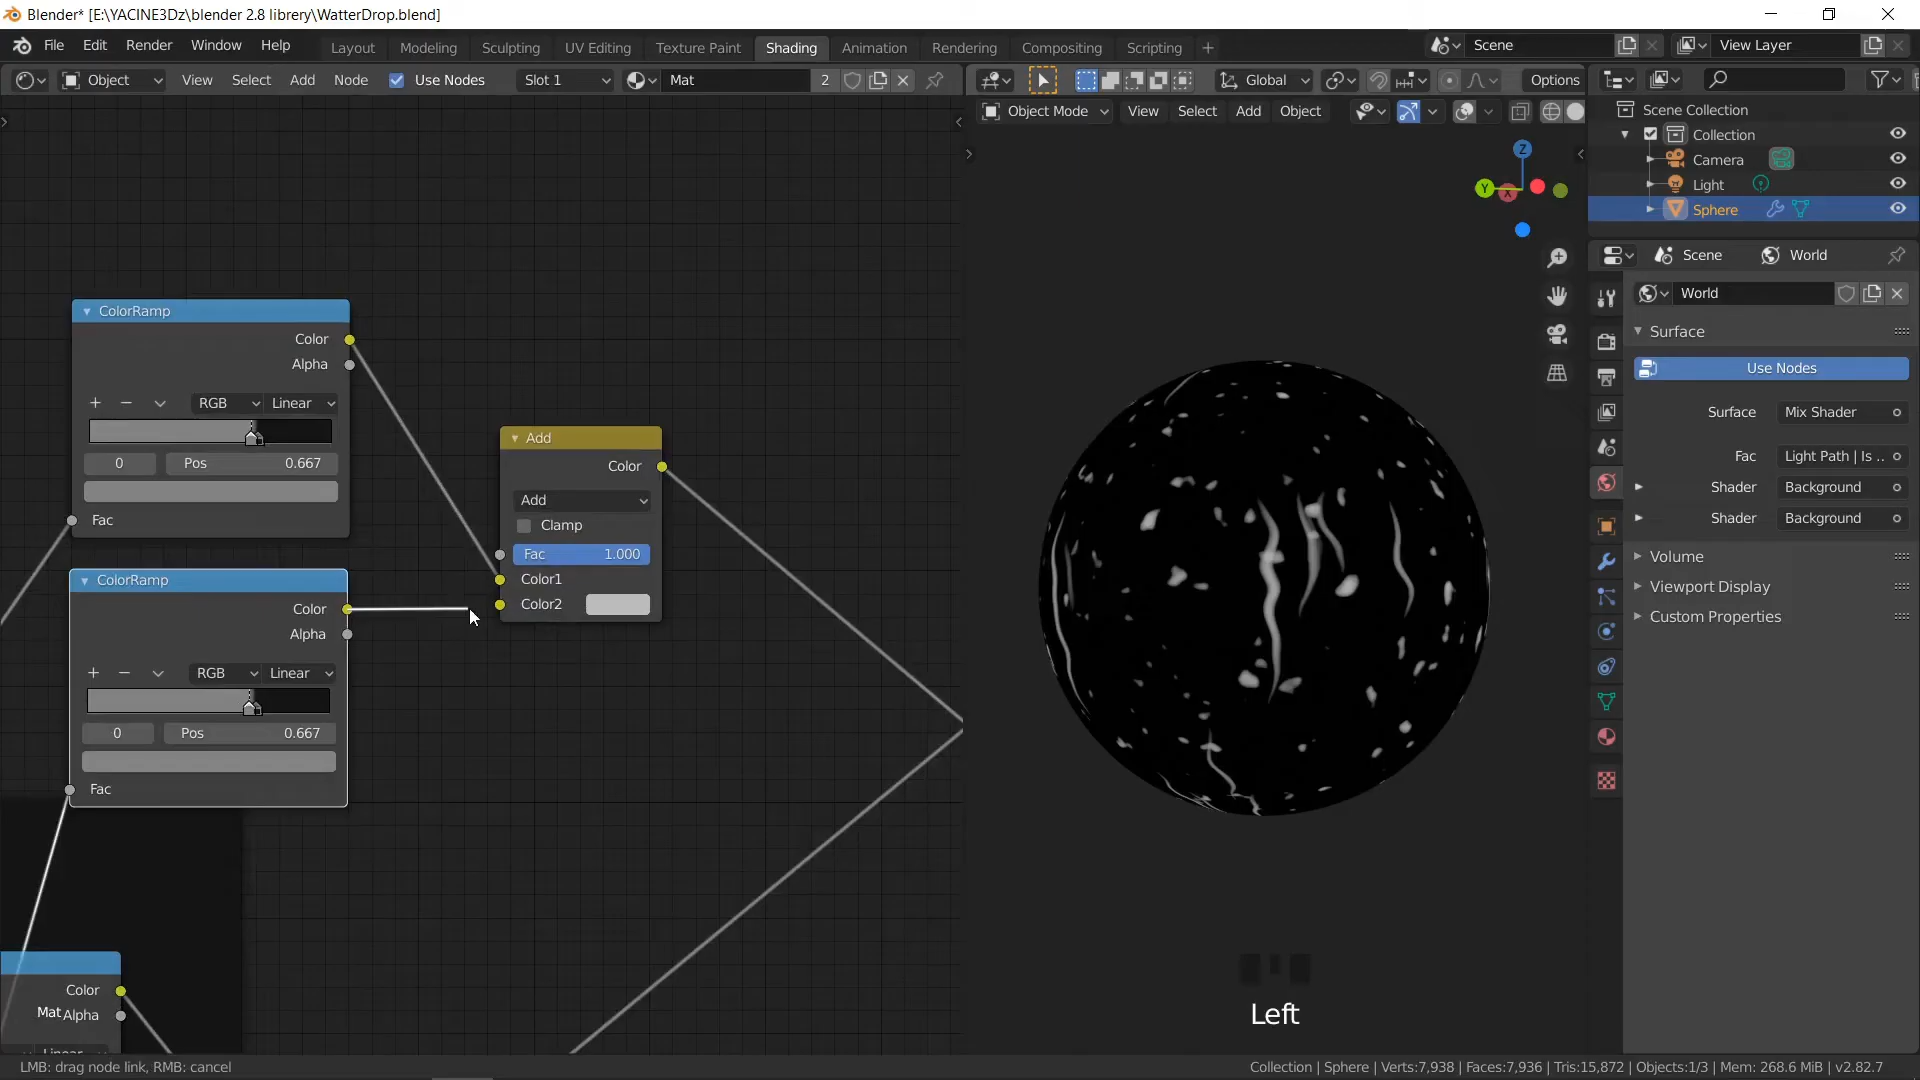 Blender* [E:\YACINE3Dz\blender 2.8 librery\WatterDrop.blend]
File Edit Render Window Help
Layout Modeling Sculpting UV Editing Texture Paint Shading Animation Rendering Compositing Scripting +
Scene
View Layer
Object View Select Add Node Use Nodes Slot 1 Mat 2
Global Options
Object Mode View Select Add Object
Scene Collection
Collection
Camera
Light
Sphere
Z
Y
X
Scene World
World
Surface
Use Nodes
Surface Mix Shader
Fac Light Path | Is ..
Shader Background
Shader Background
Volume
Viewport Display
Custom Properties
ColorRamp
Color
Alpha
RGB Linear
0 Pos 0.667
Fac
Add
Color
Add
Clamp
Fac 1.000
Color1
Color2
ColorRamp
Color
Alpha
RGB Linear
0 Pos 0.667
Fac
Color
Mat Alpha
Linear
Left
LMB: drag node link, RMB: cancel
Collection | Sphere | Verts:7,938 | Faces:7,936 | Tris:15,872 | Objects:1/3 | Mem: 268.6 MiB | v2.82.7